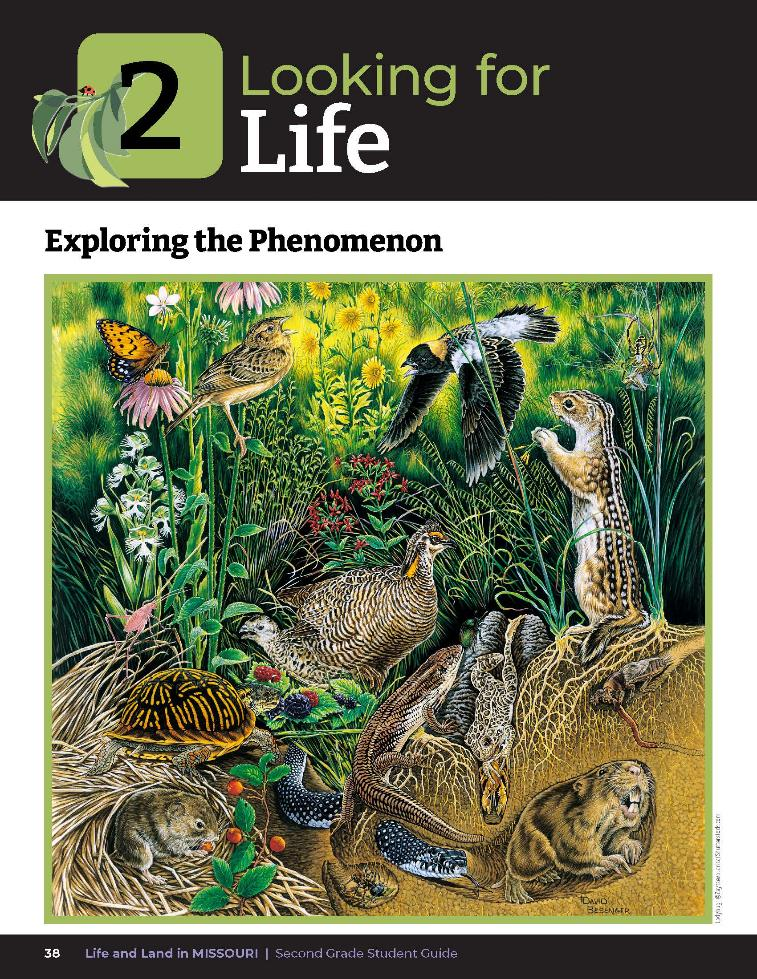 2
Looking for
Life
Exploring the Phenomenon
DAVID
BESENGER
38 Life and Land in MISSOURI | Second Grade Student Guide